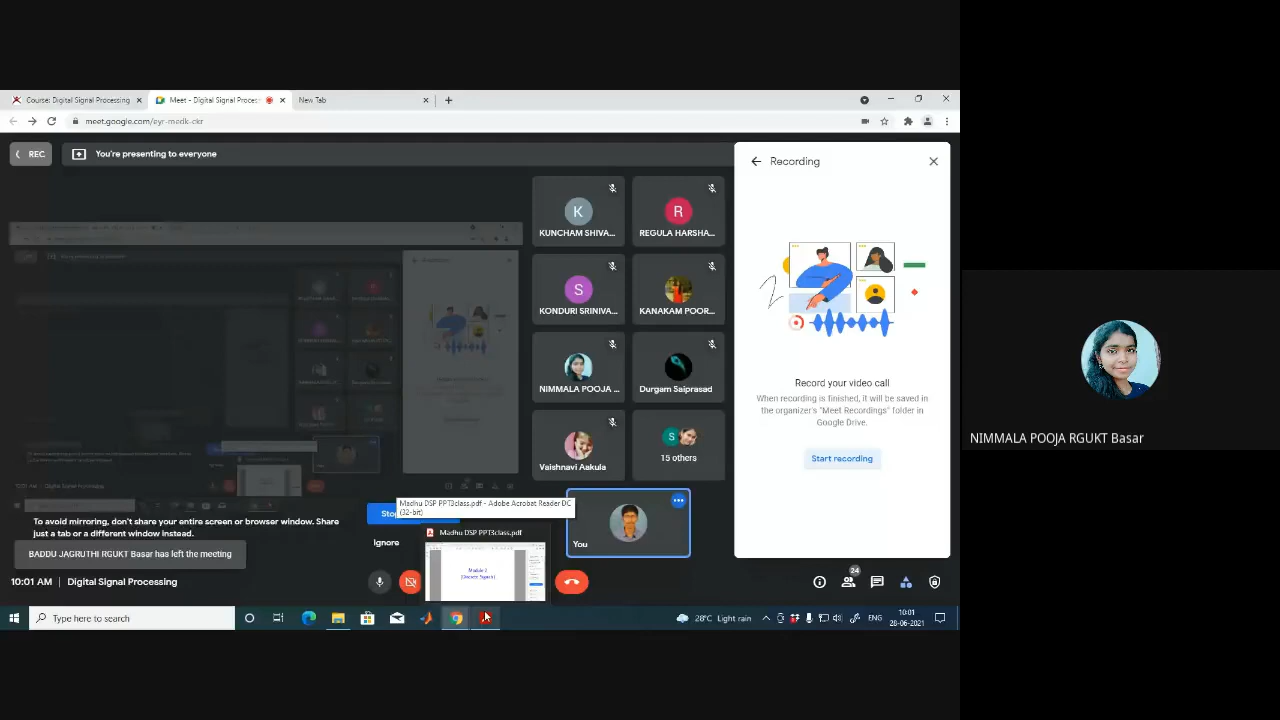 Course: Digital Signal Processing
Meet - Digital Signal Proces
New Tab
meet.google.com/eyr-medk-ckr
REC
You're presenting to everyone
Recording
K
R
KUNCHAM SHIVA...
REGULA HARSHA...
S
KONDURI SRINIVA...
KANAKAM POOR...
NIMMALA POOJA ...
Durgam Saiprasad
S
Vaishnavi Aakula
15 others
You
Record your video call
When recording is finished, it will be saved in
the organizer's "Meet Recordings" folder in
Google Drive.
Start recording
NIMMALA POOJA RGUKT Basar
Madhu DSP PPT3class.pdf - Adobe Acrobat Reader DC
(32-bit)
To avoid mirroring, don't share your entire screen or browser window. Share
just a tab or a different window instead.
Ignore
Madhu DSP PPT3class.pdf
BADDU JAGRUTHI RGUKT Basar has left the meeting
10:01 AM | Digital Signal Processing
24
Type here to search
28°C Light rain
ENG
10:01
28-06-2021